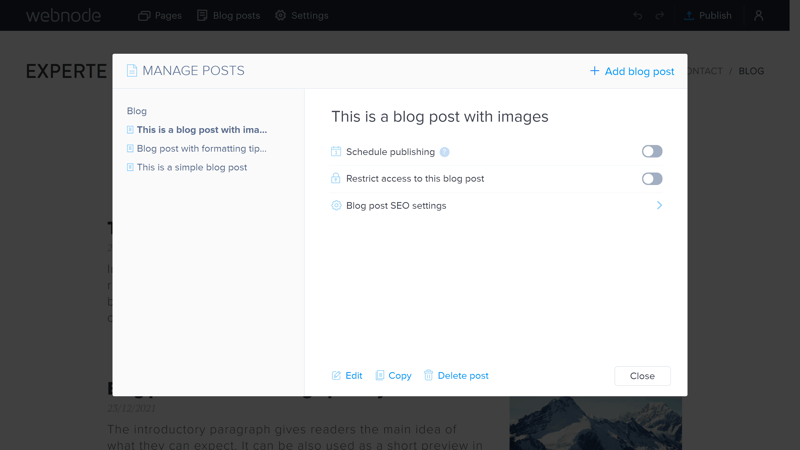 webnode Pages Blog posts Settings Publish
EXPERTE CONTACT / BLOG
MANAGE POSTS + Add blog post
Blog
This is a blog post with ima...
Blog post with formatting tip...
This is a simple blog post
This is a blog post with images
Schedule publishing
Restrict access to this blog post
Blog post SEO settings
Edit Copy Delete post Close
23/12/2021
The introductory paragraph gives readers the main idea of
what they can expect. It can be also used as a short preview in